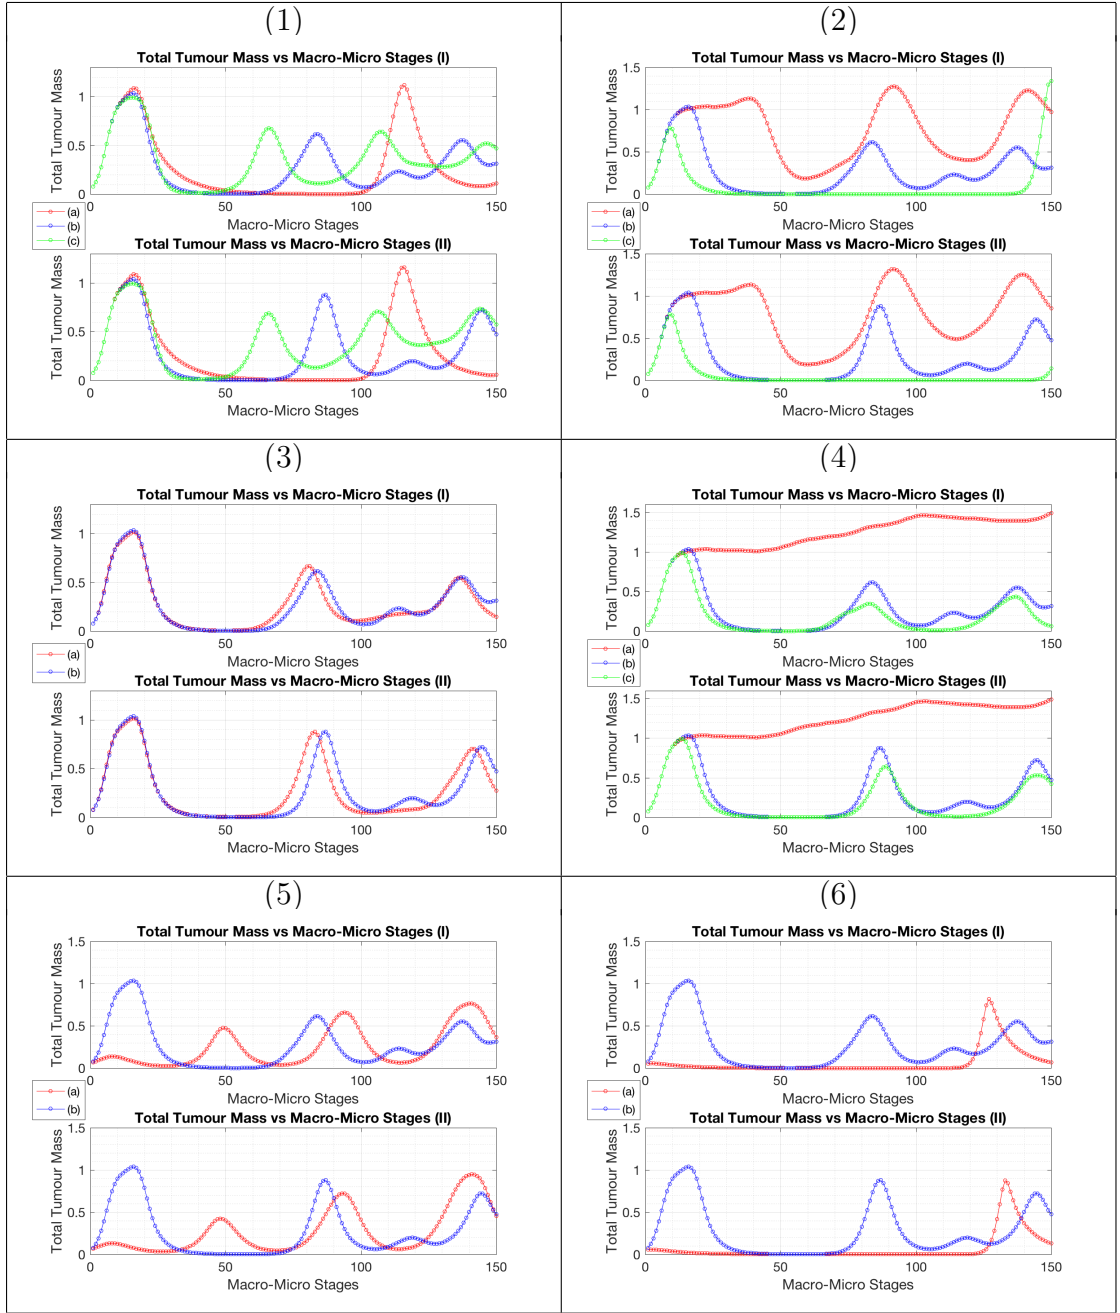 (1)
Total Tumour Mass vs Macro-Micro Stages (I)
Total Tumour Mass
1
0.5
0
0 50 100 150
Macro-Micro Stages
(a)
(b)
(c)
Total Tumour Mass vs Macro-Micro Stages (II)
Total Tumour Mass
1
0.5
0
0 50 100 150
Macro-Micro Stages
(2)
Total Tumour Mass vs Macro-Micro Stages (I)
Total Tumour Mass
1.5
1
0.5
0
0 50 100 150
Macro-Micro Stages
(a)
(b)
(c)
Total Tumour Mass vs Macro-Micro Stages (II)
Total Tumour Mass
1.5
1
0.5
0
0 50 100 150
Macro-Micro Stages
(3)
Total Tumour Mass vs Macro-Micro Stages (I)
Total Tumour Mass
1
0.5
0
0 50 100 150
Macro-Micro Stages
(a)
(b)
Total Tumour Mass vs Macro-Micro Stages (II)
Total Tumour Mass
1
0.5
0
0 50 100 150
Macro-Micro Stages
(4)
Total Tumour Mass vs Macro-Micro Stages (I)
Total Tumour Mass
1.5
1
0.5
0
0 50 100 150
Macro-Micro Stages
(a)
(b)
(c)
Total Tumour Mass vs Macro-Micro Stages (II)
Total Tumour Mass
1.5
1
0.5
0
0 50 100 150
Macro-Micro Stages
(5)
Total Tumour Mass vs Macro-Micro Stages (I)
Total Tumour Mass
1.5
1
0.5
0
0 50 100 150
Macro-Micro Stages
(a)
(b)
Total Tumour Mass vs Macro-Micro Stages (II)
Total Tumour Mass
1.5
1
0.5
0
0 50 100 150
Macro-Micro Stages
(6)
Total Tumour Mass vs Macro-Micro Stages (I)
Total Tumour Mass
1.5
1
0.5
0
0 50 100 150
Macro-Micro Stages
(a)
(b)
Total Tumour Mass vs Macro-Micro Stages (II)
Total Tumour Mass
1.5
1
0.5
0
0 50 100 150
Macro-Micro Stages